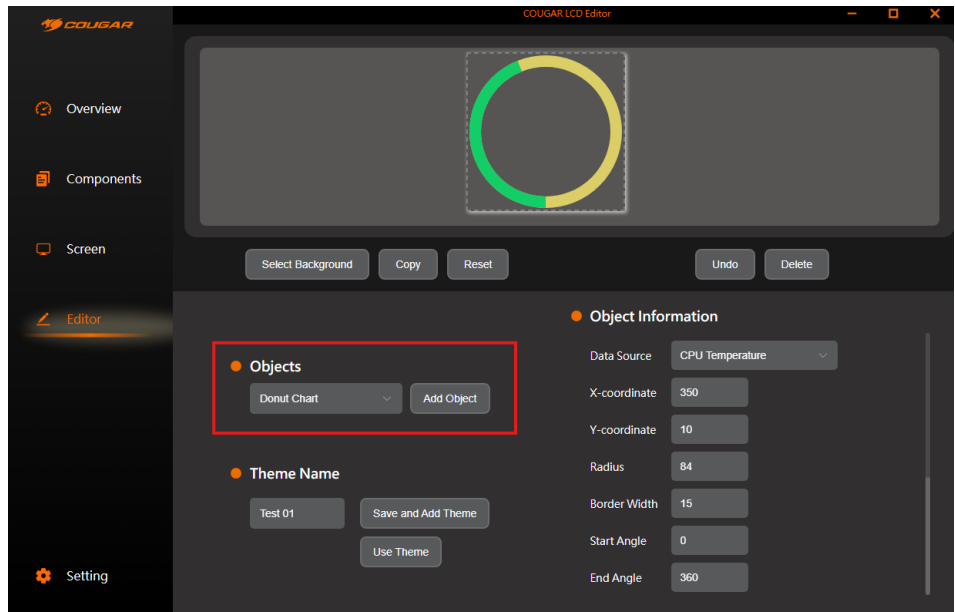 COUGAR LCD Editor
COUGAR
Overview
Components
Screen
Editor
Setting
Select Background
Copy
Reset
Undo
Delete
Objects
Donut Chart
Add Object
Theme Name
Test 01
Save and Add Theme
Use Theme
Object Information
Data Source CPU Temperature
X-coordinate 350
Y-coordinate 10
Radius 84
Border Width 15
Start Angle 0
End Angle 360